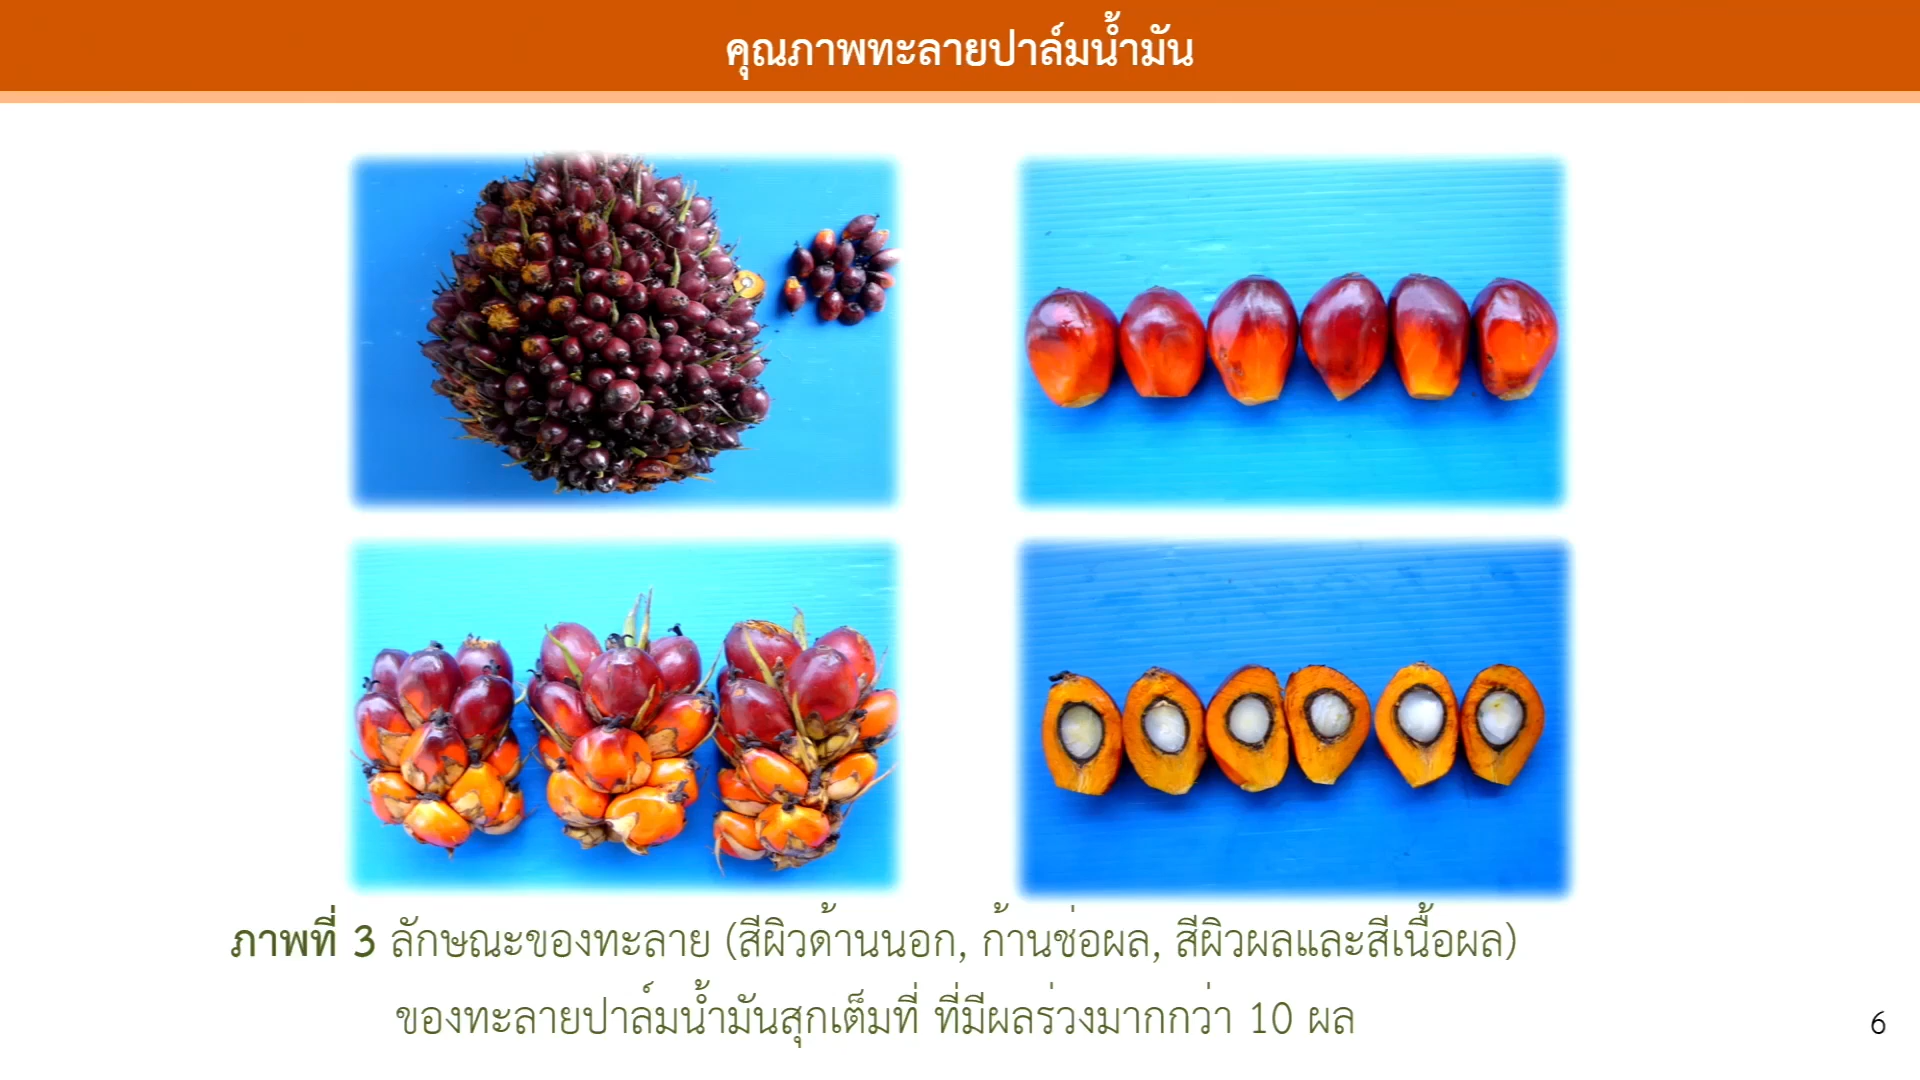 คุณภาพทะลายปาล์มน้ำมัน
ภาพที่ 3 ลักษณะของทะลาย (สีผิวด้านนอก, ก้านช่อผล, สีผิวผลและสีเนื้อผล)
ของทะลายปาล์มน้ำมันสุกเต็มที่ ที่มีผลร่วงมากกว่า 10 ผล
6